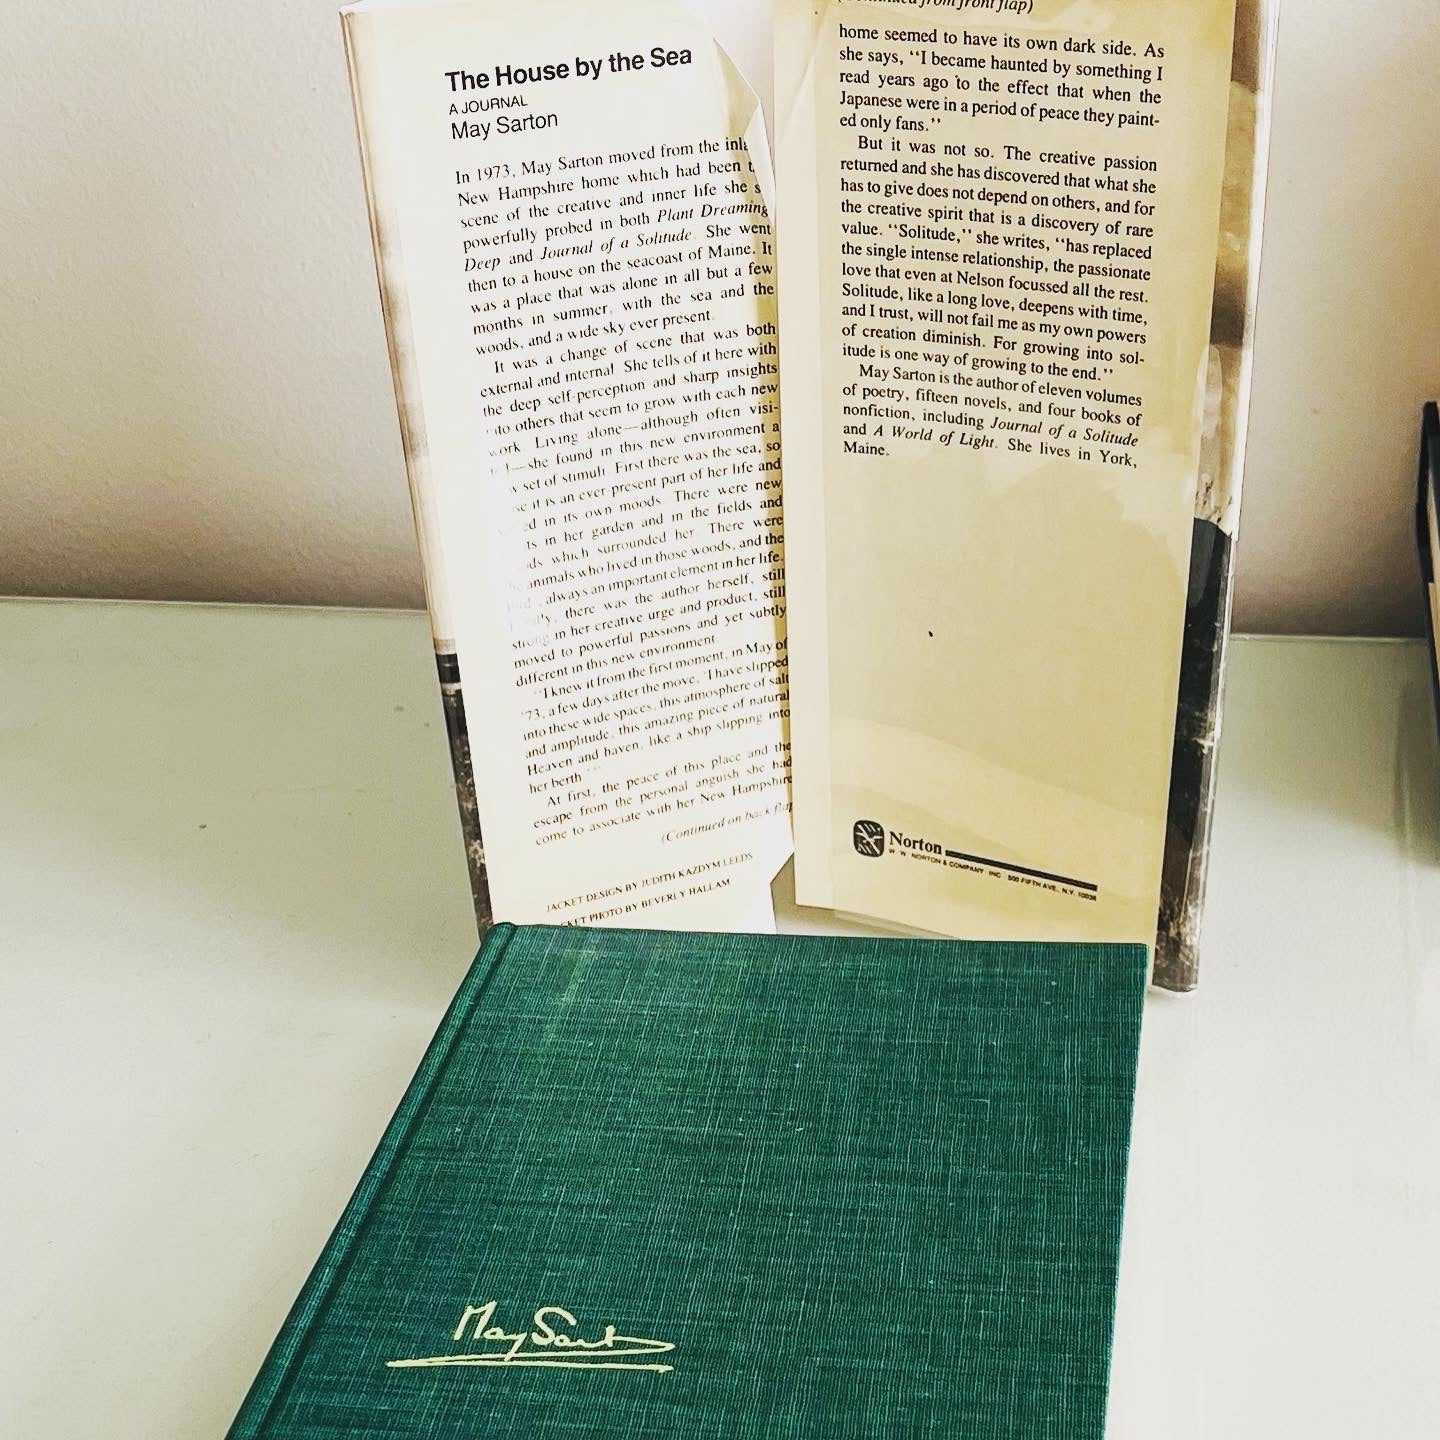 The House by the Sea
A JOURNAL
May Sarton
In 1973, May Sarton moved from the
New Hampshire home which had been
scene of the creative and inner life she
powerfully probed in both Plant Dreaming
Deep and Journal of a Solitude. She went
then to a house on the seacoast of Maine. It
was a place that was alone in all but a few
months in summer, with the sea and the
woods, and a wide sky ever present.
It was a change of scene that was both
external and internal. She tells of it here with
the deep self-perception and sharp insights
into others that seem to grow with each new
work. Living alone—although often visi-
she found in this new environment a
set of stimuli. First there was the sea, so
it is an ever present part of her life and
in its own moods. There were new
in her garden and in the fields and
which surrounded her. There were
animals who lived in those woods, and the
always an important element in her life.
there was the author herself, still
strong in her creative urge and product, still
moved to powerful passions and yet subtly
different in this new environment.
"I knew it from the first moment, in May of
'73, a few days after the move, 'I have slipped
into these wide spaces, this atmosphere of salt
and amplitude, this amazing piece of natural
Heaven and haven, like a ship slipping into
her berth.'"
At first, the peace of this place and the
escape from the personal anguish she had
come to associate with her New Hampshire
(Continued on back flap
JACKET DESIGN BY JUDITH KAZDYM LEEDS
PHOTO BY BEVERLY HALLAM
from front flap)
home seemed to have its own dark side. As
she says, "I became haunted by something I
read years ago to the effect that when the
Japanese were in a period of peace they paint-
ed only fans."
But it was not so. The creative passion
returned and she has discovered that what she
has to give does not depend on others, and for
the creative spirit that is a discovery of rare
value. "Solitude," she writes, "has replaced
the single intense relationship, the passionate
love that even at Nelson focussed all the rest.
Solitude, like a long love, deepens with time,
and I trust, will not fail me as my own powers
of creation diminish. For growing into sol-
itude is one way of growing to the end."
May Sarton is the author of eleven volumes
of poetry, fifteen novels, and four books of
nonfiction, including Journal of a Solitude
and A World of Light. She lives in York,
Maine.
Norton
W · W · NORTON & COMPANY · INC · 500 FIFTH AVE., N.Y. 10036
May Sarton